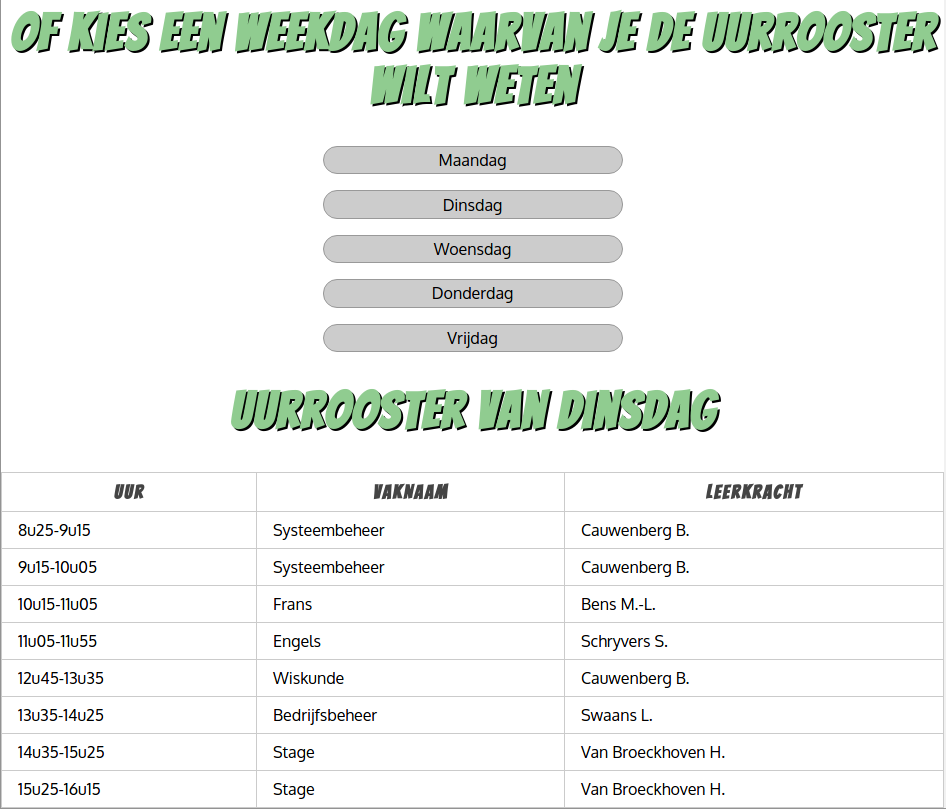 OF KIES EEN WEEKDAG WAARVAN JE DE UURROOSTER
WILT WETEN
Maandag
Dinsdag
Woensdag
Donderdag
Vrijdag
UURROOSTER VAN DINSDAG
UUR VAKNAAM LEERKRACHT
8u25-9u15 Systeembeheer Cauwenberg B.
9u15-10u05 Systeembeheer Cauwenberg B.
10u15-11u05 Frans Bens M.-L.
11u05-11u55 Engels Schryvers S.
12u45-13u35 Wiskunde Cauwenberg B.
13u35-14u25 Bedrijfsbeheer Swaans L.
14u35-15u25 Stage Van Broeckhoven H.
15u25-16u15 Stage Van Broeckhoven H.